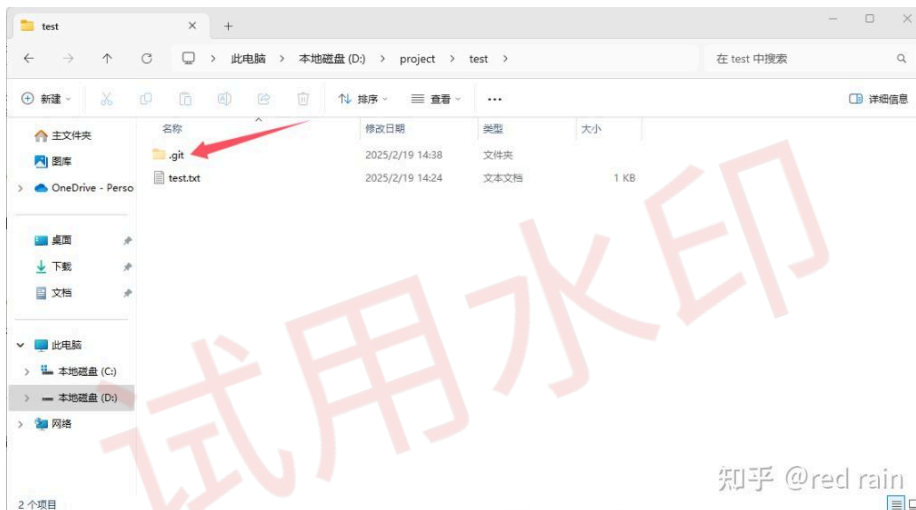 test
此电脑 > 本地磁盘 (D:) > project > test >
在 test 中搜索
新建
排序
查看
...
详细信息
主文件夹
图库
OneDrive - Perso
桌面
下载
文档
此电脑
本地磁盘 (C:)
本地磁盘 (D:)
网络
名称 修改日期 类型 大小
.git 2025/2/19 14:38 文件夹
test.txt 2025/2/19 14:24 文本文档 1 KB
试用水印
知乎 @red rain
2 个项目